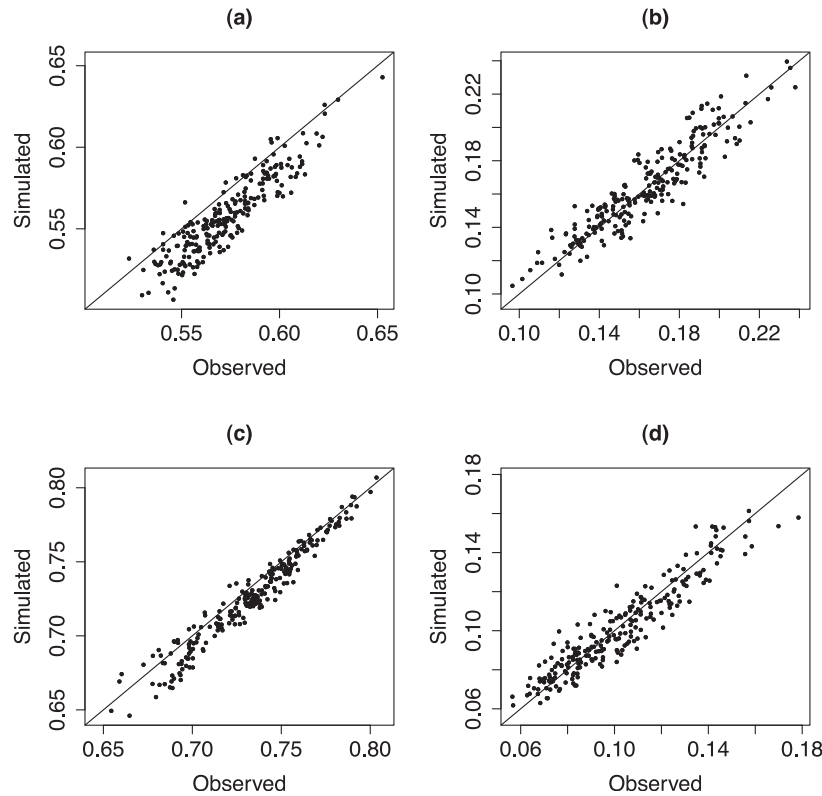 (a)
Simulated
0.55 0.60 0.65
0.55 0.60 0.65
Observed
(b)
Simulated
0.10 0.14 0.18 0.22
0.10 0.14 0.18 0.22
Observed
(c)
Simulated
0.65 0.70 0.75 0.80
0.65 0.70 0.75 0.80
Observed
(d)
Simulated
0.06 0.10 0.14 0.18
0.06 0.10 0.14 0.18
Observed